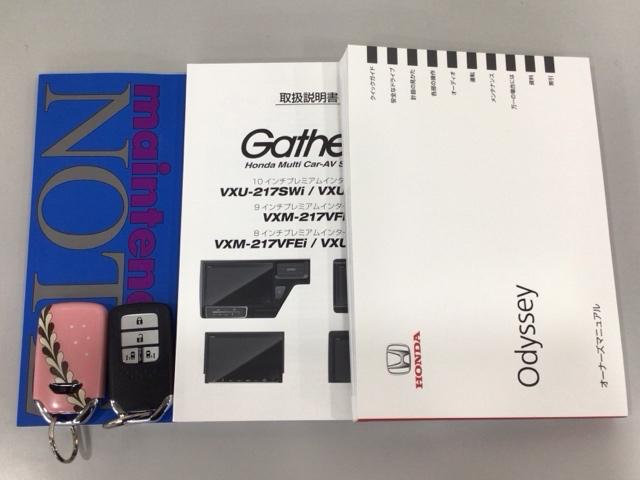 maintenance
NOTE
取扱説明書
Gathe
Honda Multi Car-AV S
10インチプレミアムインタ
VXU-217SWi / VXU
9インチプレミアムインター
VXM-217VFi
8インチプレミアムインター
VXM-217VFEi / VXU
クイックガイド
安全なドライブ
計器の見かた
各部の操作
オーディオ
運転
メンテナンス
万一の場合には
資料
索引
HONDA
Odyssey
オーナーズマニュアル